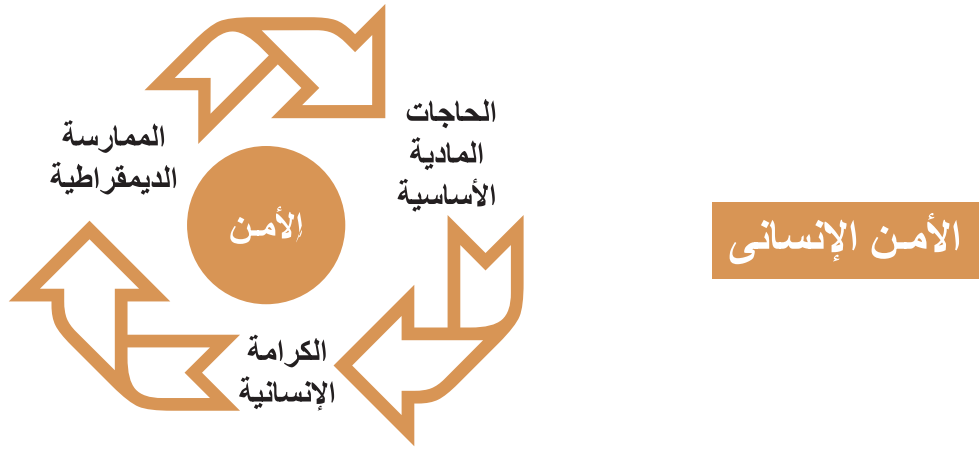 الأمـن الإنسانى
الحاجات
المادية
الأساسية
الممارسة
الديمقراطية
الأمـن
الكرامة
الإنسانية